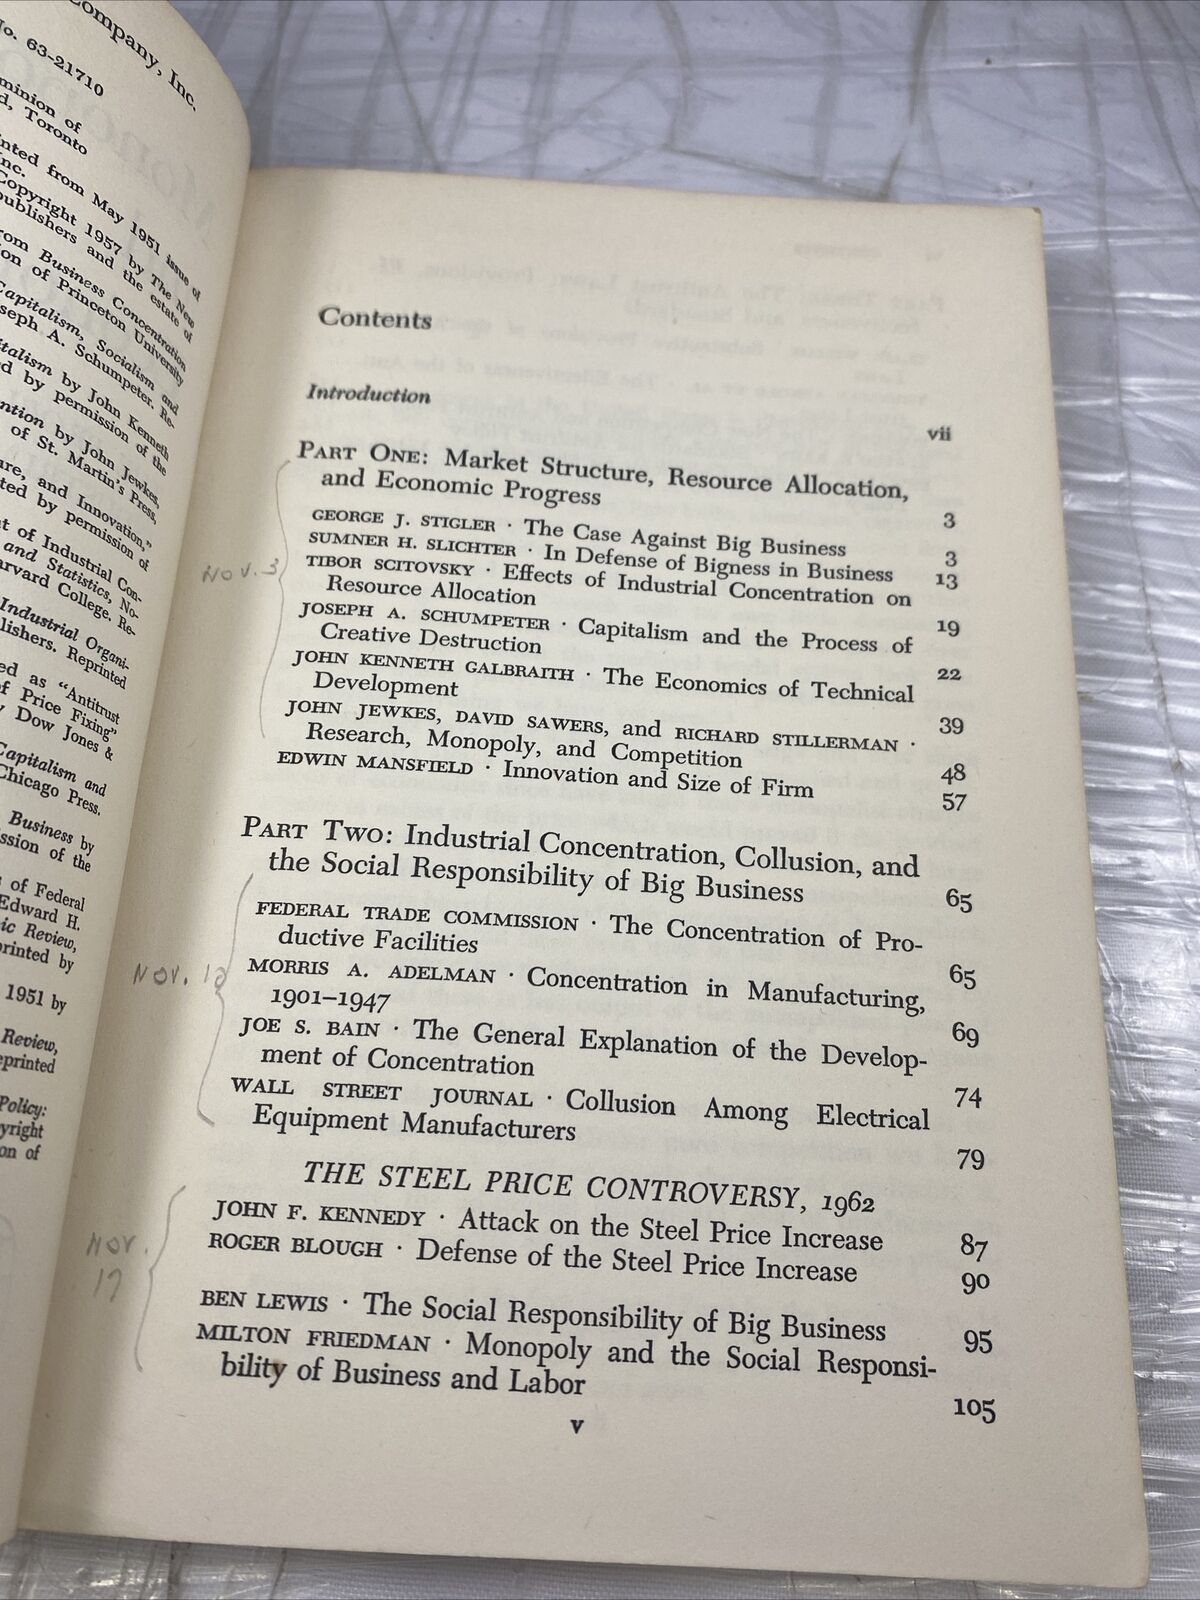 Company, Inc.
No. 63-21710
minion of
Toronto
nted from May 1951 issue of
nc.
Copyright 1957 by The New
publishers and the estate of
rom Business Concentration
ion of Princeton University
Capitalism, Socialism and
seph A. Schumpeter. Re-
italism by John Kenneth
ed by permission of the
ntion by John Jewkes,
of St. Martin's Press,
ure, and Innovation,"
ted by permission of
t of Industrial Con-
and Statistics, No-
arvard College. Re-
Industrial Organi-
lishers. Reprinted
ed as "Antitrust
of Price Fixing"
y Dow Jones &
Capitalism and
Chicago Press.
Business by
ssion of the
s of Federal
Edward H.
ic Review,
printed by
1951 by
Review,
eprinted
Policy:
yright
on of
Contents
Introduction vii
PART ONE: Market Structure, Resource Allocation,
and Economic Progress 3
GEORGE J. STIGLER · The Case Against Big Business 3
SUMNER H. SLICHTER · In Defense of Bigness in Business 13
NOV. 3
TIBOR SCITOVSKY · Effects of Industrial Concentration on
Resource Allocation 19
JOSEPH A. SCHUMPETER · Capitalism and the Process of
Creative Destruction 22
JOHN KENNETH GALBRAITH · The Economics of Technical
Development 39
JOHN JEWKES, DAVID SAWERS, and RICHARD STILLERMAN ·
Research, Monopoly, and Competition 48
EDWIN MANSFIELD · Innovation and Size of Firm 57
PART TWO: Industrial Concentration, Collusion, and
the Social Responsibility of Big Business 65
FEDERAL TRADE COMMISSION · The Concentration of Pro-
ductive Facilities 65
NOV.
MORRIS A. ADELMAN · Concentration in Manufacturing,
1901–1947 69
JOE S. BAIN · The General Explanation of the Develop-
ment of Concentration 74
WALL STREET JOURNAL · Collusion Among Electrical
Equipment Manufacturers 79
THE STEEL PRICE CONTROVERSY, 1962
JOHN F. KENNEDY · Attack on the Steel Price Increase 87
NOV.
17
ROGER BLOUGH · Defense of the Steel Price Increase 90
BEN LEWIS · The Social Responsibility of Big Business 95
MILTON FRIEDMAN · Monopoly and the Social Responsi-
bility of Business and Labor 105
v